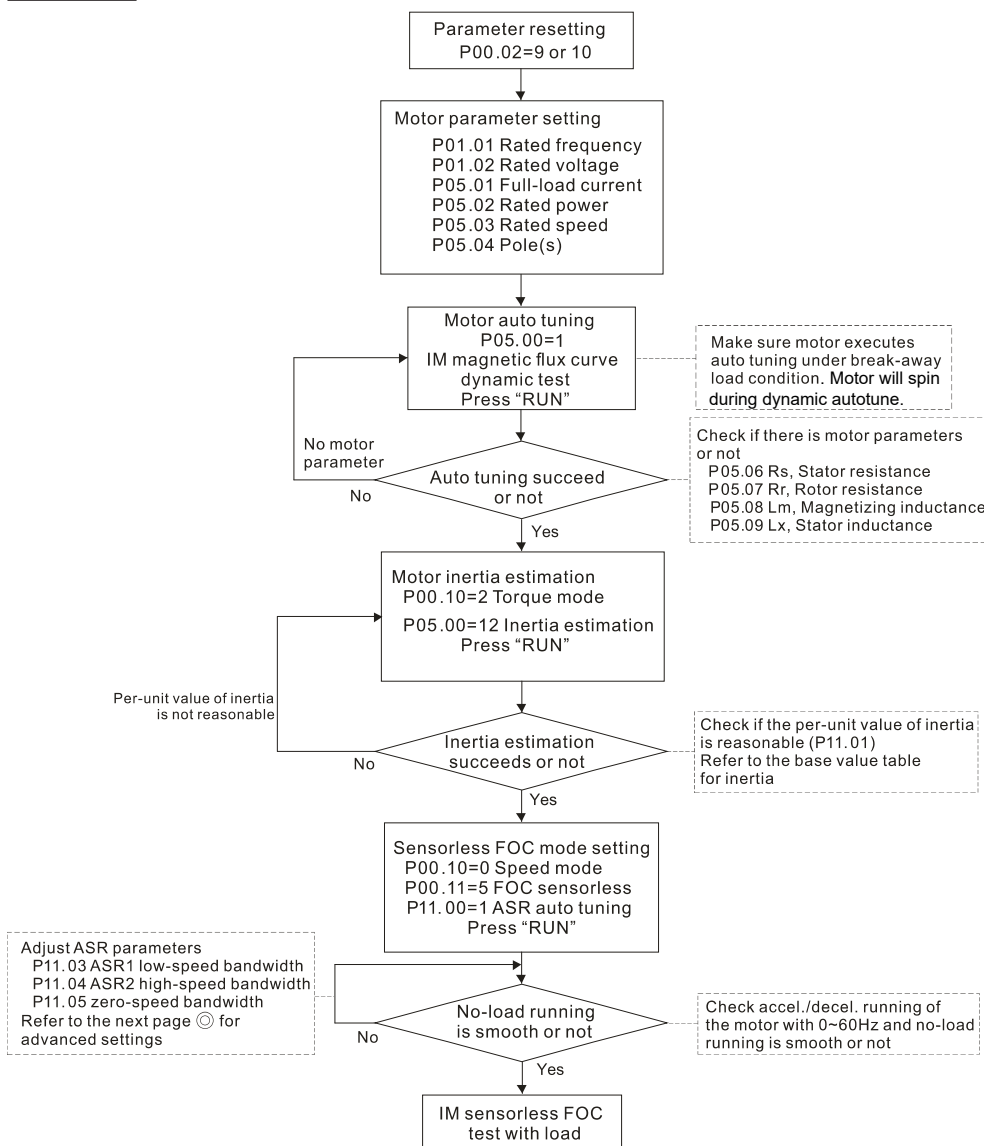 Parameter resetting
P00.02=9 or 10
Motor parameter setting
P01.01 Rated frequency
P01.02 Rated voltage
P05.01 Full-load current
P05.02 Rated power
P05.03 Rated speed
P05.04 Pole(s)
Motor auto tuning
P05.00=1
IM magnetic flux curve
dynamic test
Press “RUN”
Make sure motor executes
auto tuning under break-away
load condition. Motor will spin
during dynamic autotune.
No motor
parameter
No
Auto tuning succeed
or not
Yes
Check if there is motor parameters
or not
P05.06 Rs, Stator resistance
P05.07 Rr, Rotor resistance
P05.08 Lm, Magnetizing inductance
P05.09 Lx, Stator inductance
Motor inertia estimation
P00.10=2 Torque mode
P05.00=12 Inertia estimation
Press “RUN”
Per-unit value of inertia
is not reasonable
No
Inertia estimation
succeeds or not
Yes
Check if the per-unit value of inertia
is reasonable (P11.01)
Refer to the base value table
for inertia
Sensorless FOC mode setting
P00.10=0 Speed mode
P00.11=5 FOC sensorless
P11.00=1 ASR auto tuning
Press “RUN”
Adjust ASR parameters
P11.03 ASR1 low-speed bandwidth
P11.04 ASR2 high-speed bandwidth
P11.05 zero-speed bandwidth
Refer to the next page ◎ for
advanced settings
No
No-load running
is smooth or not
Yes
Check accel./decel. running of
the motor with 0~60Hz and no-load
running is smooth or not
IM sensorless FOC
test with load